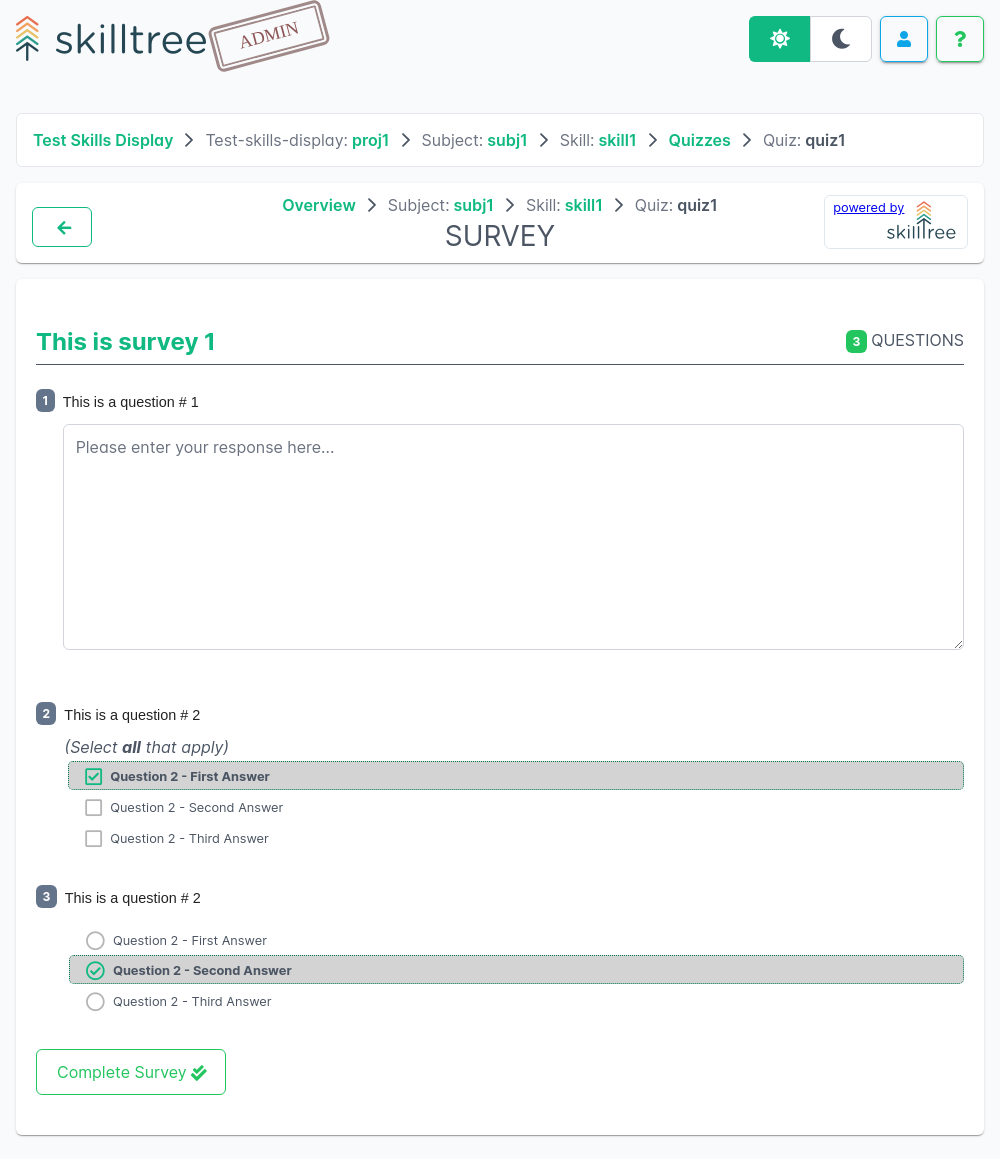 skilltree ADMIN
?
Test Skills Display > Test-skills-display: proj1 > Subject: subj1 > Skill: skill1 > Quizzes > Quiz: quiz1
Overview > Subject: subj1 > Skill: skill1 > Quiz: quiz1
SURVEY
powered by
skilltree
This is survey 1
3 QUESTIONS
1 This is a question # 1
Please enter your response here...
2 This is a question # 2
(Select all that apply)
Question 2 - First Answer
Question 2 - Second Answer
Question 2 - Third Answer
3 This is a question # 2
Question 2 - First Answer
Question 2 - Second Answer
Question 2 - Third Answer
Complete Survey